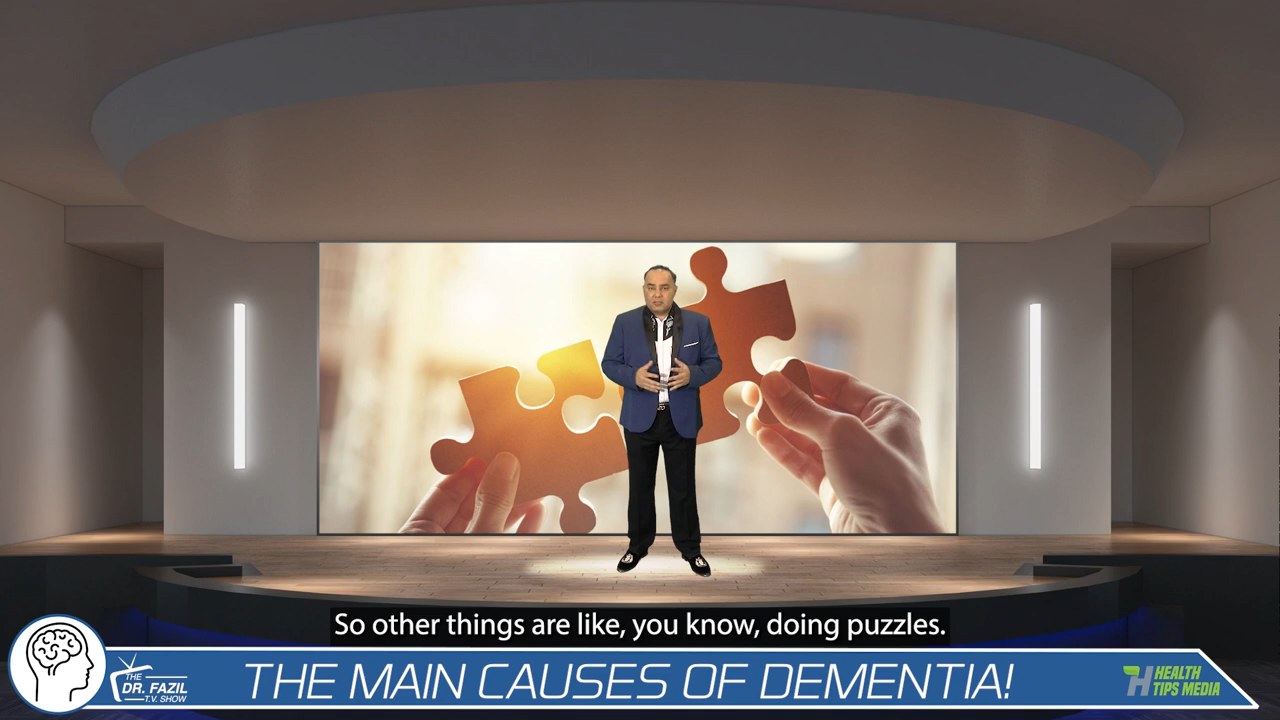 So other things are like, you know, doing puzzles.
THE
DR. FAZIL
T.V. SHOW
THE MAIN CAUSES OF DEMENTIA!
HEALTH
TIPS MEDIA